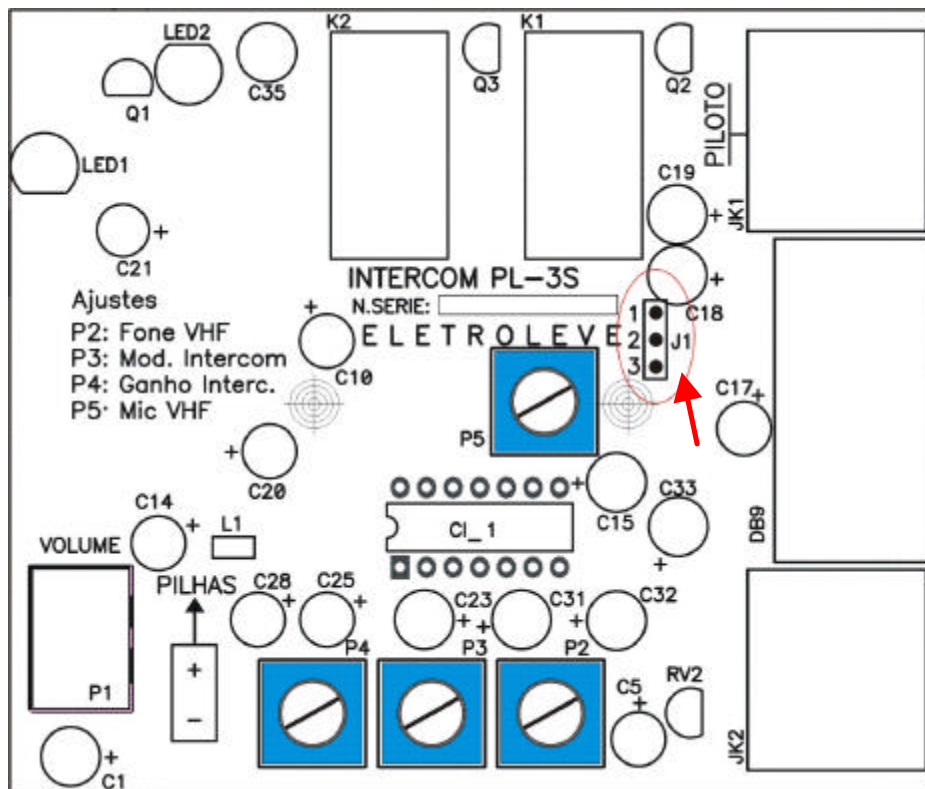 LED2
K2
K1
C35
Q1
Q3
Q2
LED1
PILOTO
C19
JK1
C21
INTERCOM PL-3S
N.SERIE:
ELETROLEVE
Ajustes
P2: Fone VHF
P3: Mod. Intercom
P4: Ganho Interc.
P5· Mic VHF
1
2
3
J1
C18
C10
C17
P5
C20
C15
C33
C14
L1
CI_1
DB9
VOLUME
PILHAS
C28
C25
C23
C31
C32
P4
P3
P2
P1
+
−
C5
RV2
JK2
C1